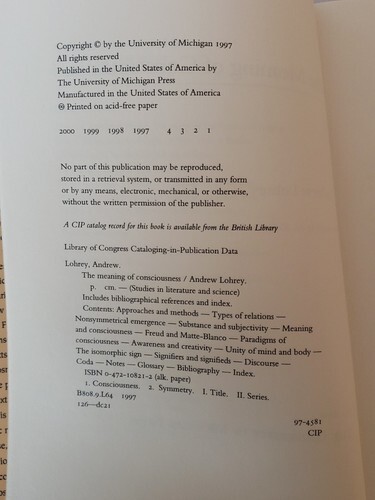 Copyright © by the University of Michigan 1997
All rights reserved
Published in the United States of America by
The University of Michigan Press
Manufactured in the United States of America
♾ Printed on acid-free paper
2000 1999 1998 1997 4 3 2 1
No part of this publication may be reproduced,
stored in a retrieval system, or transmitted in any form
or by any means, electronic, mechanical, or otherwise,
without the written permission of the publisher.
A CIP catalog record for this book is available from the British Library
Library of Congress Cataloging-in-Publication Data
Lohrey, Andrew.
The meaning of consciousness / Andrew Lohrey.
p. cm. — (Studies in literature and science)
Includes bibliographical references and index.
Contents: Approaches and methods — Types of relations —
Nonsymmetrical emergence — Substance and subjectivity — Meaning
and consciousness — Freud and Matte-Blanco — Paradigms of
consciousness — Awareness and creativity — Unity of mind and body —
The isomorphic sign — Signifiers and signifieds — Discourse —
Coda — Notes — Glossary — Bibliography — Index.
ISBN 0-472-10821-2 (alk. paper)
1. Consciousness. 2. Symmetry. I. Title. II. Series.
B808.9.L64 1997
126—dc21
97-4581
CIP